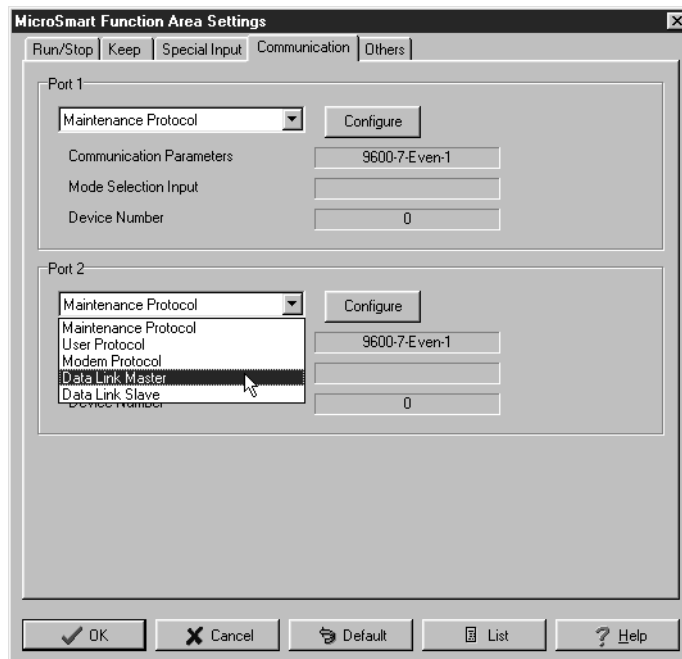 MicroSmart Function Area Settings
Run/Stop Keep Special Input Communication Others
Port 1
Maintenance Protocol Configure
Communication Parameters 9600-7-Even-1
Mode Selection Input
Device Number 0
Port 2
Maintenance Protocol Configure
Maintenance Protocol
User Protocol 9600-7-Even-1
Modem Protocol
Data Link Master
Data Link Slave
Device Number 0
OK Cancel Default List Help